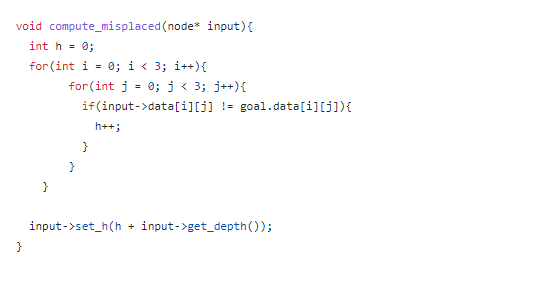 void compute_misplaced(node* input){
  int h = 0;
  for(int i = 0; i < 3; i++){
        for(int j = 0; j < 3; j++){
          if(input->data[i][j] != goal.data[i][j]){
            h++;
          }
        }
    }

  input->set_h(h + input->get_depth());
}